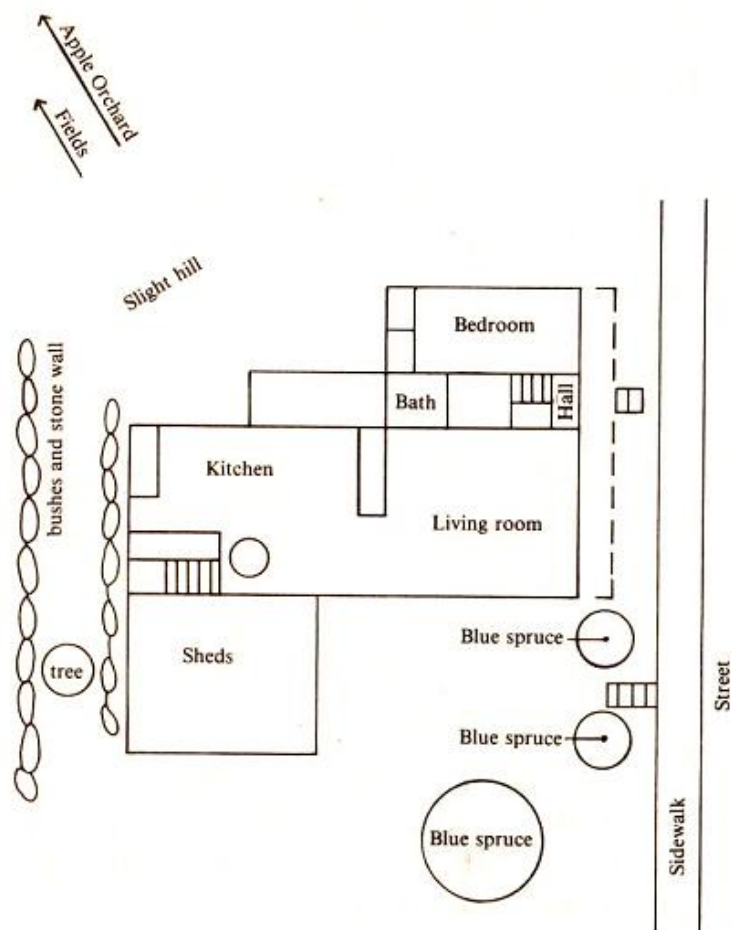 Apple Orchard
Fields
Slight hill
Bedroom
Bath
Hall
bushes and stone wall
Kitchen
Living room
Blue spruce
Sheds
tree
Blue spruce
Blue spruce
Street
Sidewalk